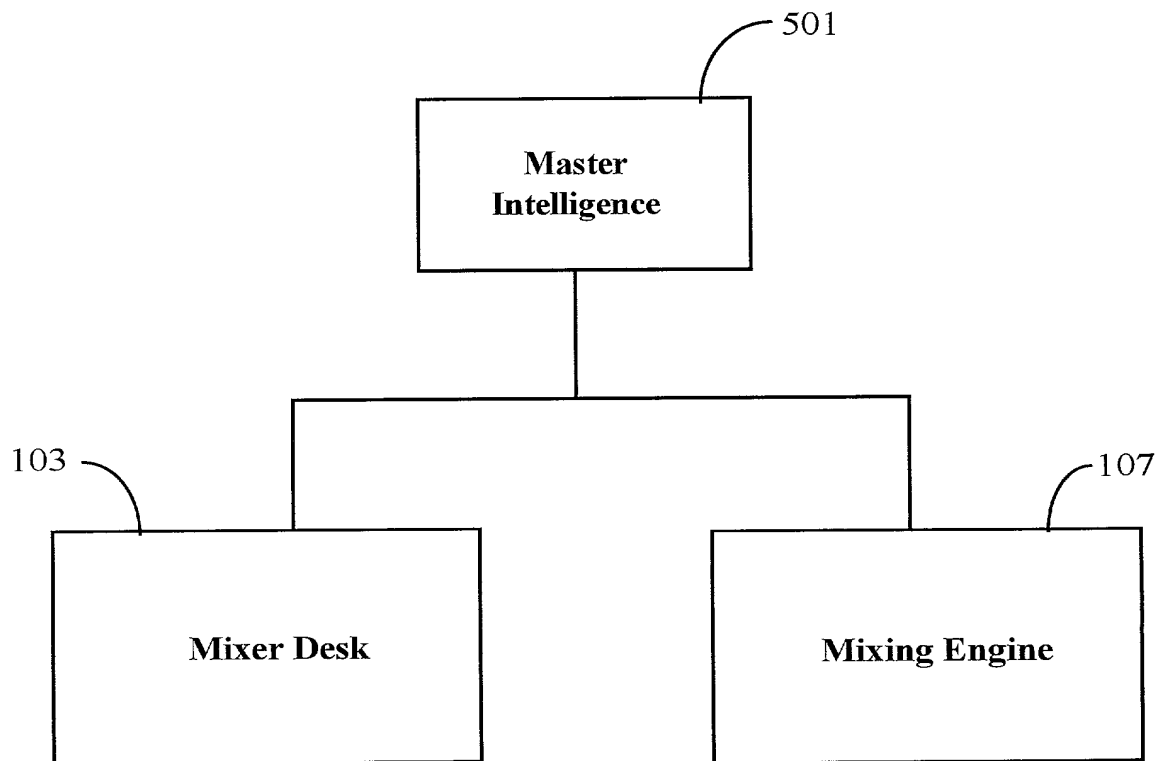 501
Master
Intelligence
103
107
Mixer Desk
Mixing Engine